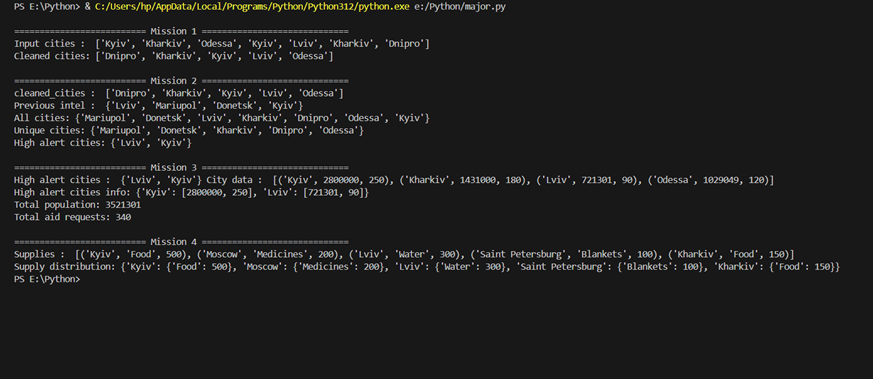 PS E:\Python> & C:/Users/hp/AppData/Local/Programs/Python/Python312/python.exe e:/Python/major.py
========================== Mission 1 =============================
Input cities :  ['Kyiv', 'Kharkiv', 'Odessa', 'Kyiv', 'Lviv', 'Kharkiv', 'Dnipro']
Cleaned cities: ['Dnipro', 'Kharkiv', 'Kyiv', 'Lviv', 'Odessa']
========================== Mission 2 =============================
cleaned_cities :  ['Dnipro', 'Kharkiv', 'Kyiv', 'Lviv', 'Odessa']
Previous intel :  {'Lviv', 'Mariupol', 'Donetsk', 'Kyiv'}
All cities: {'Mariupol', 'Donetsk', 'Lviv', 'Kharkiv', 'Dnipro', 'Odessa', 'Kyiv'}
Unique cities: {'Mariupol', 'Donetsk', 'Kharkiv', 'Dnipro', 'Odessa'}
High alert cities: {'Lviv', 'Kyiv'}
========================== Mission 3 =============================
High alert cities :  {'Lviv', 'Kyiv'} City data :  [('Kyiv', 2800000, 250), ('Kharkiv', 1431000, 180), ('Lviv', 721301, 90), ('Odessa', 1029049, 120)]
High alert cities info: {'Kyiv': [2800000, 250], 'Lviv': [721301, 90]}
Total population: 3521301
Total aid requests: 340
========================== Mission 4 =============================
Supplies :  [('Kyiv', 'Food', 500), ('Moscow', 'Medicines', 200), ('Lviv', 'Water', 300), ('Saint Petersburg', 'Blankets', 100), ('Kharkiv', 'Food', 150)]
Supply distribution: {'Kyiv': {'Food': 500}, 'Moscow': {'Medicines': 200}, 'Lviv': {'Water': 300}, 'Saint Petersburg': {'Blankets': 100}, 'Kharkiv': {'Food': 150}}
PS E:\Python>